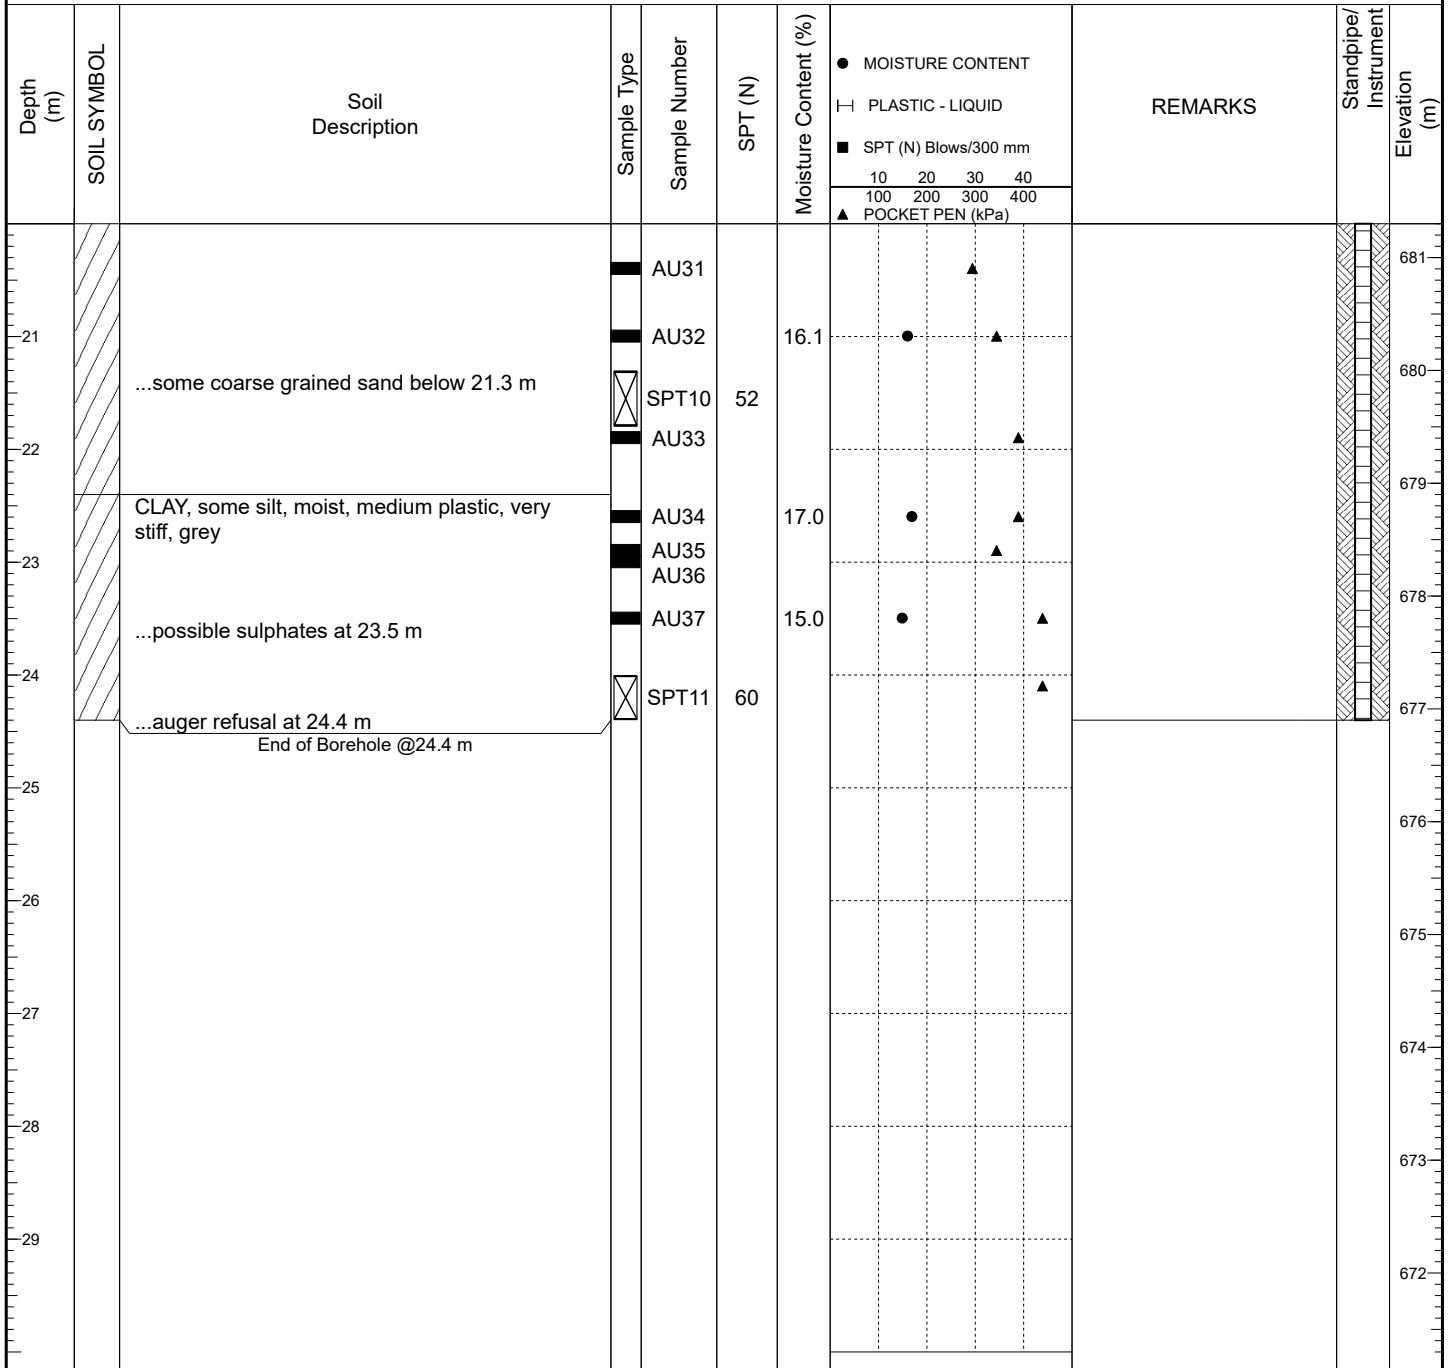 Depth
(m)
SOIL SYMBOL
Soil
Description
Sample Type
Sample Number
SPT (N)
Moisture Content (%)
MOISTURE CONTENT
PLASTIC - LIQUID
SPT (N) Blows/300 mm
10 20 30 40
100 200 300 400
POCKET PEN (kPa)
REMARKS
Standpipe/
Instrument
Elevation
(m)
681
AU31
21
AU32 16.1
680
...some coarse grained sand below 21.3 m
SPT10 52
AU33
22
679
CLAY, some silt, moist, medium plastic, very
stiff, grey
AU34 17.0
AU35
23
AU36
678
AU37 15.0
...possible sulphates at 23.5 m
24
SPT11 60
677
...auger refusal at 24.4 m
End of Borehole @24.4 m
25
676
26
675
27
674
28
673
29
672